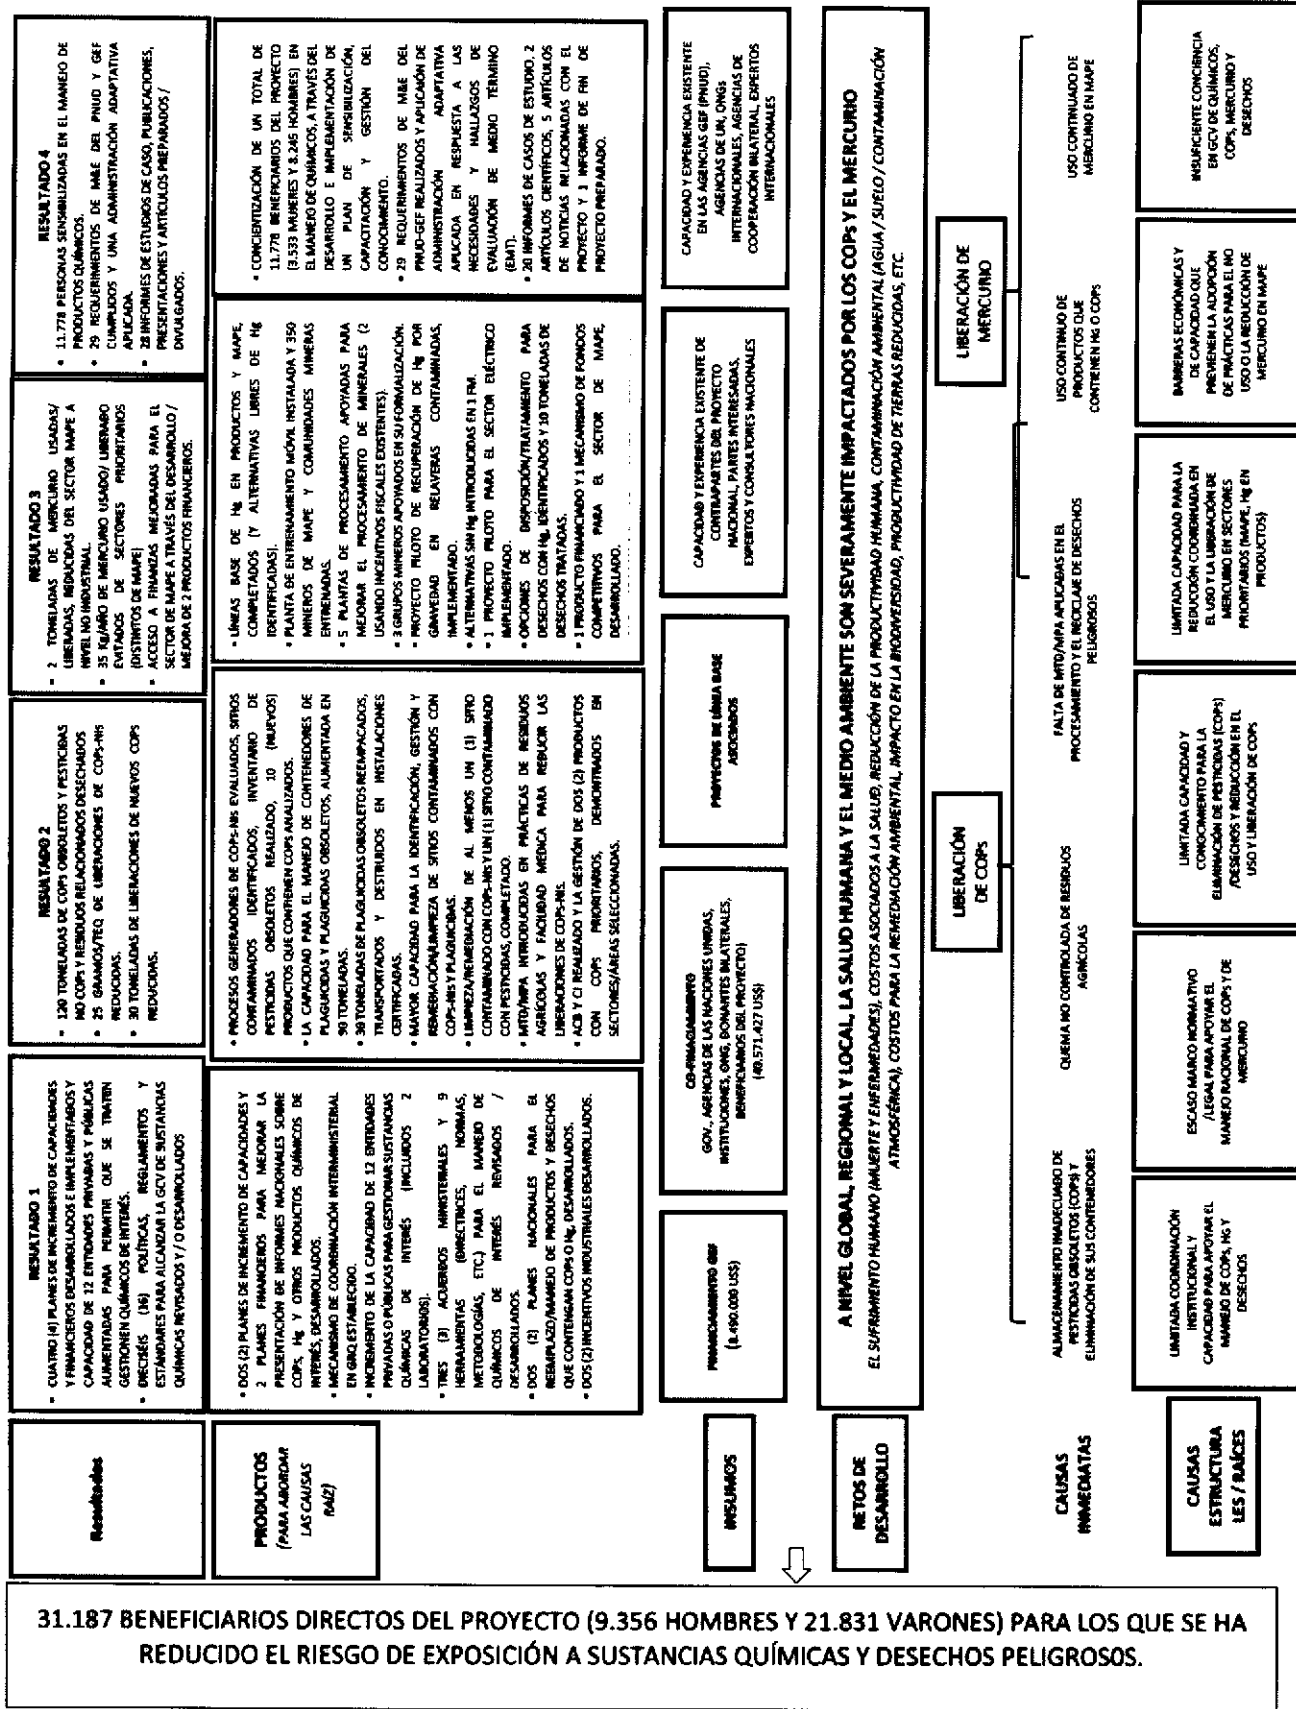 Resultados
RESULTADO 1
• CUATRO (4) PLANES DE INCREMENTO DE CAPACIDADES
Y FINANCIEROS DESARROLLADOS E IMPLEMENTADOS Y
CAPACIDAD DE 12 ENTIDADES PRIVADAS Y PÚBLICAS
AUMENTADAS PARA PERMITIR QUE SE TRATEN
GESTIONEN QUÍMICOS DE INTERÉS.
• DIECISÉIS (16) POLÍTICAS, REGLAMENTOS Y
ESTÁNDARES PARA ALCANZAR LA GCV DE SUSTANCIAS
QUÍMICAS REVISADOS Y / O DESARROLLADOS
RESULTADO 2
• 120 TONELADAS DE COPS OBSOLETOS Y PESTICIDAS
NO COPS Y RESIDUOS RELACIONADOS DESECHADOS
• 25 GRAMOS/TEQ DE LIBERACIONES DE COPS-NIS
REDUCIDAS.
• 30 TONELADAS DE LIBERACIONES DE NUEVOS COPS
REDUCIDAS.
RESULTADO 3
• 2 TONELADAS DE MERCURIO USADAS/
LIBERADAS, REDUCIDAS DEL SECTOR MAPE A
NIVEL NO INDUSTRIAL.
• 35 Kg/AÑO DE MERCURIO USADO/ LIBERADO
EVITADOS DE SECTORES PRIORITARIOS
(DISTINTOS DE MAPE)
• ACCESO A FINANZAS MEJORADAS PARA EL
SECTOR DE MAPE A TRAVÉS DEL DESARROLLO /
MEJORA DE 2 PRODUCTOS FINANCIEROS.
RESULTADO 4
• 11.778 PERSONAS SENSIBILIZADAS EN EL MANEJO DE
PRODUCTOS QUÍMICOS.
• 29 REQUERIMIENTOS DE M&E DEL PNUD Y GEF
CUMPLIDOS Y UNA ADMINISTRACIÓN ADAPTATIVA
APLICADA.
• 28 INFORMES DE ESTUDIOS DE CASO, PUBLICACIONES,
PRESENTACIONES Y ARTÍCULOS PREPARADOS /
DIVULGADOS.
PRODUCTOS
(PARA ABORDAR
LAS CAUSAS
RAÍZ)
• DOS (2) PLANES DE INCREMENTO DE CAPACIDADES Y
2 PLANES FINANCIEROS PARA MEJORAR LA
PRESENTACIÓN DE INFORMES NACIONALES SOBRE
COPs, Hg Y OTROS PRODUCTOS QUÍMICOS DE
INTERÉS, DESARROLLADOS.
• MECANISMO DE COORDINACIÓN INTERMINISTERIAL
EN GRQ ESTABLECIDO.
• INCREMENTO DE LA CAPACIDAD DE 12 ENTIDADES
PRIVADAS O PÚBLICAS PARA GESTIONAR SUSTANCIAS
QUÍMICAS DE INTERÉS (INCLUIDOS 2
LABORATORIOS).
• TRES (3) ACUERDOS MINISTERIALES Y 9
HERRAMIENTAS (DIRECTRICES, NORMAS,
METODOLOGÍAS, ETC.) PARA EL MANEJO DE
QUÍMICOS DE INTERÉS REVISADOS /
DESARROLLADOS.
• DOS (2) PLANES NACIONALES PARA EL
REEMPLAZO/MANEJO DE PRODUCTOS Y DESECHOS
QUE CONTENGAN COPS O Hg, DESARROLLADOS.
• DOS (2) INCENTIVOS INDUSTRIALES DESARROLLADOS.
• PROCESOS GENERADORES DE COPs-NIS EVALUADOS, SITIOS
CONTAMINADOS IDENTIFICADOS, INVENTARIO DE
PESTICIDAS OBSOLETOS REALIZADO, 10 (NUEVOS)
PRODUCTOS QUE CONTIENEN COPS ANALIZADOS.
• LA CAPACIDAD PARA EL MANEJO DE CONTENEDORES DE
PLAGUICIDAS Y PLAGUICIDAS OBSOLETOS, AUMENTADA EN
90 TONELADAS.
• 30 TONELADAS DE PLAGUICIDAS OBSOLETOS REEMPACADOS,
TRANSPORTADOS Y DESTRUIDOS EN INSTALACIONES
CERTIFICADAS.
• MAYOR CAPACIDAD PARA LA IDENTIFICACIÓN, GESTIÓN Y
REMEDIACIÓN/LIMPIEZA DE SITIOS CONTAMINADOS CON
COPs-NIs Y PLAGUICIDAS.
• LIMPIEZA/REMEDIACIÓN DE AL MENOS UN (1) SITIO
CONTAMINADO CON COPs-NIs Y UN (1) SITIO CONTAMINADO
CON PESTICIDAS, COMPLETADO.
• MTD/MPA INTRODUCIDAS EN PRÁCTICAS DE RESIDUOS
AGRÍCOLAS Y FACILIDAD MEDICA PARA REDUCIR LAS
LIBERACIONES DE COPS-NIs.
• ACB Y CI REALIZADO Y LA GESTIÓN DE DOS (2) PRODUCTOS
CON COPS PRIORITARIOS, DEMONTRADOS EN
SECTORES/ÁREAS SELECCIONADAS.
• LÍNEAS BASE DE Hg EN PRODUCTOS Y MAPE,
COMPLETADOS (Y ALTERNATIVAS LIBRES DE Hg
IDENTIFICADAS).
• PLANTA DE ENTRENAMIENTO MÓVIL INSTALADA Y 350
MINEROS DE MAPE Y COMUNIDADES MINERAS
ENTRENADAS.
• 5 PLANTAS DE PROCESAMIENTO APOYADAS PARA
MEJORAR EL PROCESAMIENTO DE MINERALES (2
USANDO INCENTIVOS FISCALES EXISTENTES).
• 3 GRUPOS MINEROS APOYADOS EN SU FORMALIZACIÓN.
• PROYECTO PILOTO DE RECUPERACIÓN DE Hg POR
GRAVEDAD EN RELAVERAS CONTAMINADAS,
IMPLEMENTADO.
• ALTERNATIVAS SIN Hg INTRODUCIDAS EN 1 FM.
• 1 PROYECTO PILOTO PARA EL SECTOR ELÉCTRICO
IMPLEMENTADO.
• OPCIONES DE DISPOSICIÓN/TRATAMIENTO PARA
DESECHOS CON Hg, IDENTIFICADOS Y 10 TONELADAS DE
DESECHOS TRATADAS.
• 1 PRODUCTO FINANCIADO Y 1 MECANISMO DE FONDOS
COMPETITIVOS PARA EL SECTOR DE MAPE,
DESARROLLADO.
• CONCIENTIZACIÓN DE UN TOTAL DE
11.778 BENEFICIARIOS DEL PROYECTO
(3.533 MUJERES Y 8.245 HOMBRES) EN
EL MANEJO DE QUÍMICOS, A TRAVÉS DEL
DESARROLLO E IMPLEMENTACIÓN DE
UN PLAN DE SENSIBILIZACIÓN,
CAPACITACIÓN Y GESTIÓN DEL
CONOCIMIENTO.
• 29 REQUERIMIENTOS DE M&E DEL
PNUD-GEF REALIZADOS Y APLICAIÓN DE
ADMINISTRACIÓN ADAPTATIVA
APLICADA EN RESPUESTA A LAS
NECESIDADES Y HALLAZGOS DE
EVALUACIÓN DE MEDIO TÉRMINO
(EMT).
• 20 INFORMES DE CASOS DE ESTUDIO, 2
ARTÍCULOS CIENTÍFICOS, 5 ARTÍCULOS
DE NOTICIAS RELACIONADAS CON EL
PROYECTO Y 1 INFORME DE FIN DE
PROYECTO PREPARADO.
INSUMOS
FINANCIAMIENTO GEF
(8.490.000 US$)
CO-FINANCIAMIENTO
GOV., AGENCIAS DE LAS NACIONES UNIDAS,
INSTITUCIONES, ONG, DONANTES BILATERALES,
BENEFICIARIOS DEL PROYECTO)
(40.571.427 US$)
PROYECTOS DE LÍNEA BASE
ASOCIADOS
CAPACIDAD Y EXPERIENCIA EXISTENTE DE
CONTRAPARTES DEL PROYECTO
NACIONAL, PARTES INTERESADAS,
EXPERTOS Y CONSULTORES NACIONALES
CAPACIDAD Y EXPERIENCIA EXISTENTE
EN LAS AGENCIAS GEF (PNUD),
AGENCIAS DE UN, ONGs
INTERNACIONALES, AGENCIAS DE
COOPERACIÓN BILATERAL, EXPERTOS
INTERNACIONALES
RETOS DE
DESARROLLO
A NIVEL GLOBAL, REGIONAL Y LOCAL, LA SALUD HUMANA Y EL MEDIO AMBIENTE SON SEVERAMENTE IMPACTADOS POR LOS COPs Y EL MERCURIO
EL SUFRIMIENTO HUMANO (MUERTE Y ENFERMEDADES), COSTOS ASOCIADOS A LA SALUD, REDUCCIÓN DE LA PRODUCTIVIDAD HUMANA, CONTAMINACIÓN AMBIENTAL (AGUA / SUELO / CONTAMINACIÓN
ATMOSFÉRICA), COSTOS PARA LA REMEDIACIÓN AMBIENTAL, IMPACTO EN LA BIODIVERSIDAD, PRODUCTIVIDAD DE TIERRAS REDUCIDAS, ETC.
LIBERACIÓN
DE COPs
LIBERACIÓN DE
MERCURIO
CAUSAS
INMEDIATAS
ALMACENAMIENTO INADECUADO DE
PESTICIDAS OBSOLETOS (COPS) Y
ELIMINACIÓN DE SUS CONTENEDORES
QUEMA NO CONTROLADA DE RESIDUOS
AGRÍCOLAS
FALTA DE MTD/MPA APLICADAS EN EL
PROCESAMIENTO Y EL RECICLAJE DE DESECHOS
PELIGROSOS
USO CONTINUO DE
PRODUCTOS QUE
CONTIENEN HG O COPS
USO CONTINUADO DE
MERCURIO EN MAPE
CAUSAS
ESTRUCTURA
LES / RAÍCES
LIMITADA COORDINACIÓN
INSTITUCIONAL Y
CAPACIDAD PARA APOYAR EL
MANEJO DE COPS, HG Y
DESECHOS
ESCASO MARCO NORMATIVO
/LEGAL PARA APOYAR EL
MANEJO RACIONAL DE COPS Y DE
MERCURIO
LIMITADA CAPACIDAD Y
CONOCIMIENTO PARA LA
ELIMINACIÓN DE PESTICIDAS (COPS)
/DESECHOS Y REDUCCIÓN EN EL
USO Y LIBERACIÓN DE COPS
LIMITADA CAPACIDAD PARA LA
REDUCCIÓN COORDINADA EN
EL USO Y LA LIBERACIÓN DE
MERCURIO EN SECTORES
PRIORITARIOS (MAPE, Hg EN
PRODUCTOS)
BARRERAS ECONÓMICAS Y
DE CAPACIDAD QUE
PREVIENEN LA ADOPCIÓN
DE PRÁCTICAS PARA EL NO
USO O LA REDUCCIÓN DE
MERCURIO EN MAPE
INSUFICIENTE CONCIENCIA
EN GCV DE QUÍMICOS,
COPS, MERCURIO Y
DESECHOS
31.187 BENEFICIARIOS DIRECTOS DEL PROYECTO (9.356 HOMBRES Y 21.831 VARONES) PARA LOS QUE SE HA
REDUCIDO EL RIESGO DE EXPOSICIÓN A SUSTANCIAS QUÍMICAS Y DESECHOS PELIGROSOS.